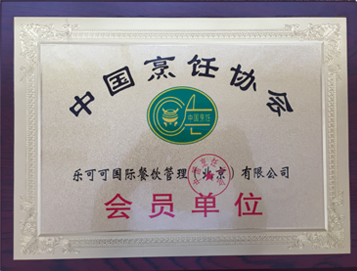 中国烹饪协会
中国烹饪
乐可可国际餐饮管理（北京）有限公司
会员单位